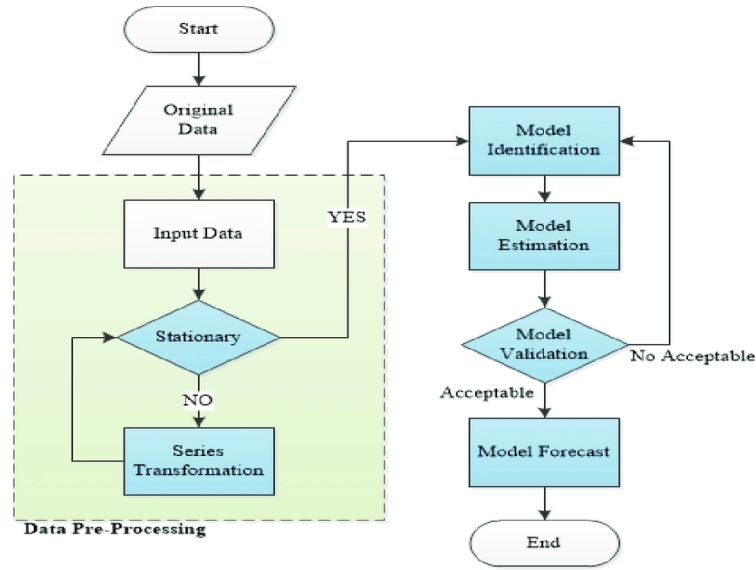 Start
Original
Data
Input Data
Stationary
YES
NO
Series
Transformation
Data Pre-Processing
Model
Identification
Model
Estimation
Model
Validation
No Acceptable
Acceptable
Model Forecast
End